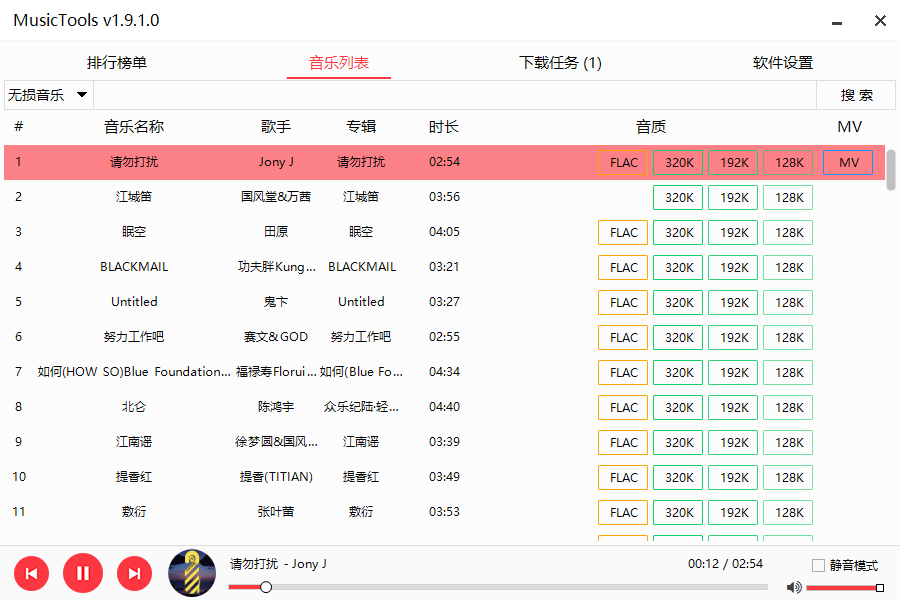 MusicTools v1.9.1.0
排行榜单 音乐列表 下载任务 (1) 软件设置
无损音乐 搜 索
# 音乐名称 歌手 专辑 时长 音质 MV
1 请勿打扰 Jony J 请勿打扰 02:54 FLAC 320K 192K 128K MV
2 江城笛 国风堂&万茜 江城笛 03:56 320K 192K 128K
3 眠空 田原 眠空 04:05 FLAC 320K 192K 128K
4 BLACKMAIL 功夫胖Kung... BLACKMAIL 03:21 FLAC 320K 192K 128K
5 Untitled 鬼卞 Untitled 03:27 FLAC 320K 192K 128K
6 努力工作吧 赛文&GOD 努力工作吧 02:55 FLAC 320K 192K 128K
7 如何(HOW SO)Blue Foundation... 福禄寿Florui... 如何(Blue Fo... 04:34 FLAC 320K 192K 128K
8 北仑 陈鸿宇 众乐纪陆·轻... 04:40 FLAC 320K 192K 128K
9 江南谣 徐梦圆&国风... 江南谣 03:39 FLAC 320K 192K 128K
10 提香红 提香(TITIAN) 提香红 03:49 FLAC 320K 192K 128K
11 敷衍 张叶蕾 敷衍 03:53 FLAC 320K 192K 128K
请勿打扰 - Jony J 00:12 / 02:54 静音模式